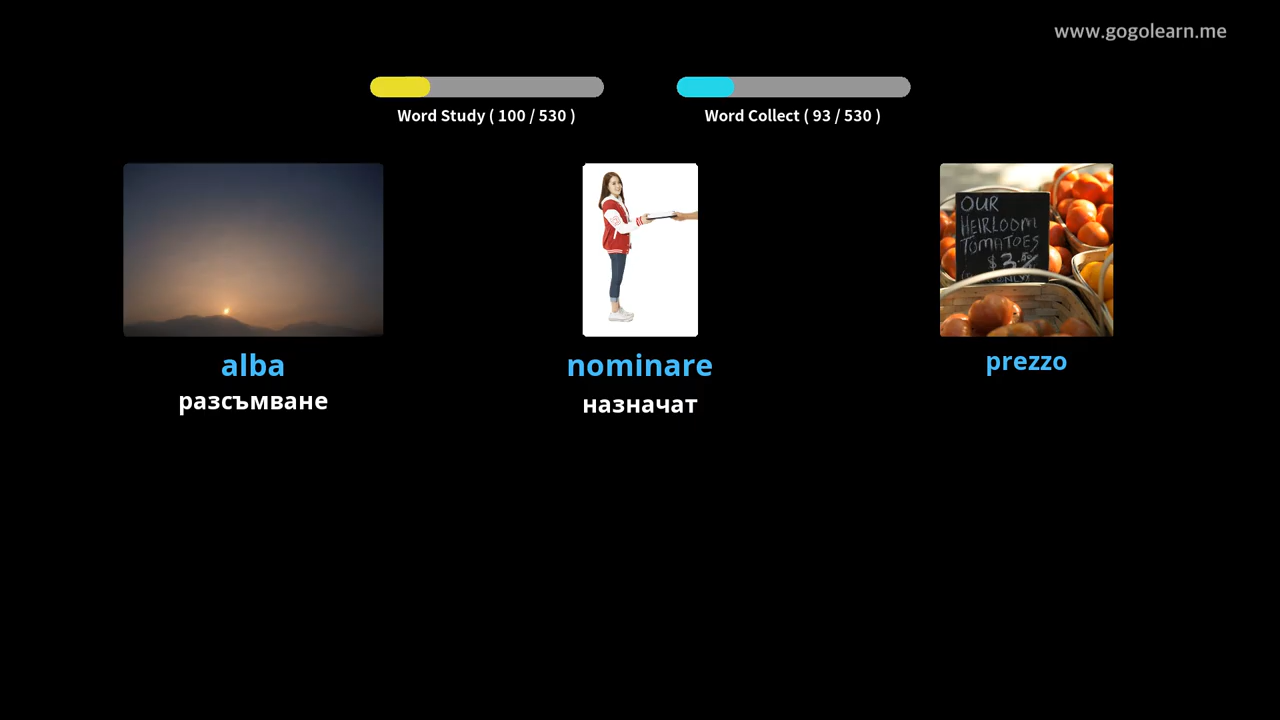 www.gogolearn.me
Word Study ( 100 / 530 )
Word Collect ( 93 / 530 )
OUR
HEIRLOOM
TOMATOES
alba
nominare
prezzo
разсъмване
назначат